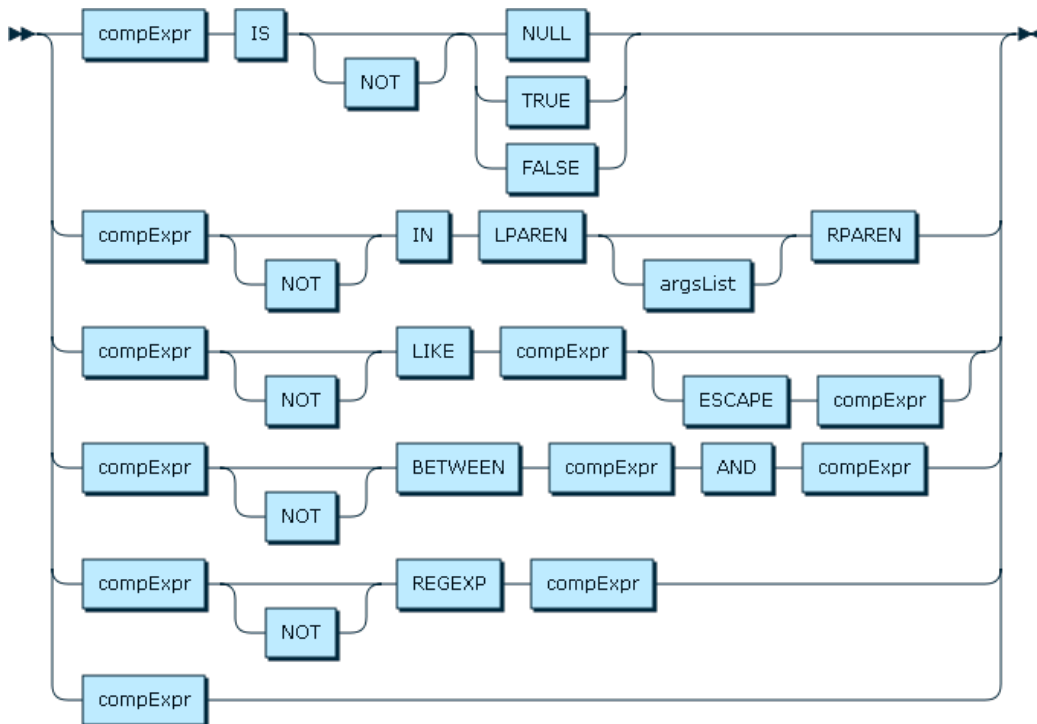 compExpr IS NULL
NOT
TRUE
FALSE
compExpr IN LPAREN RPAREN
NOT argsList
compExpr LIKE compExpr
NOT ESCAPE compExpr
compExpr BETWEEN compExpr AND compExpr
NOT
compExpr REGEXP compExpr
NOT
compExpr